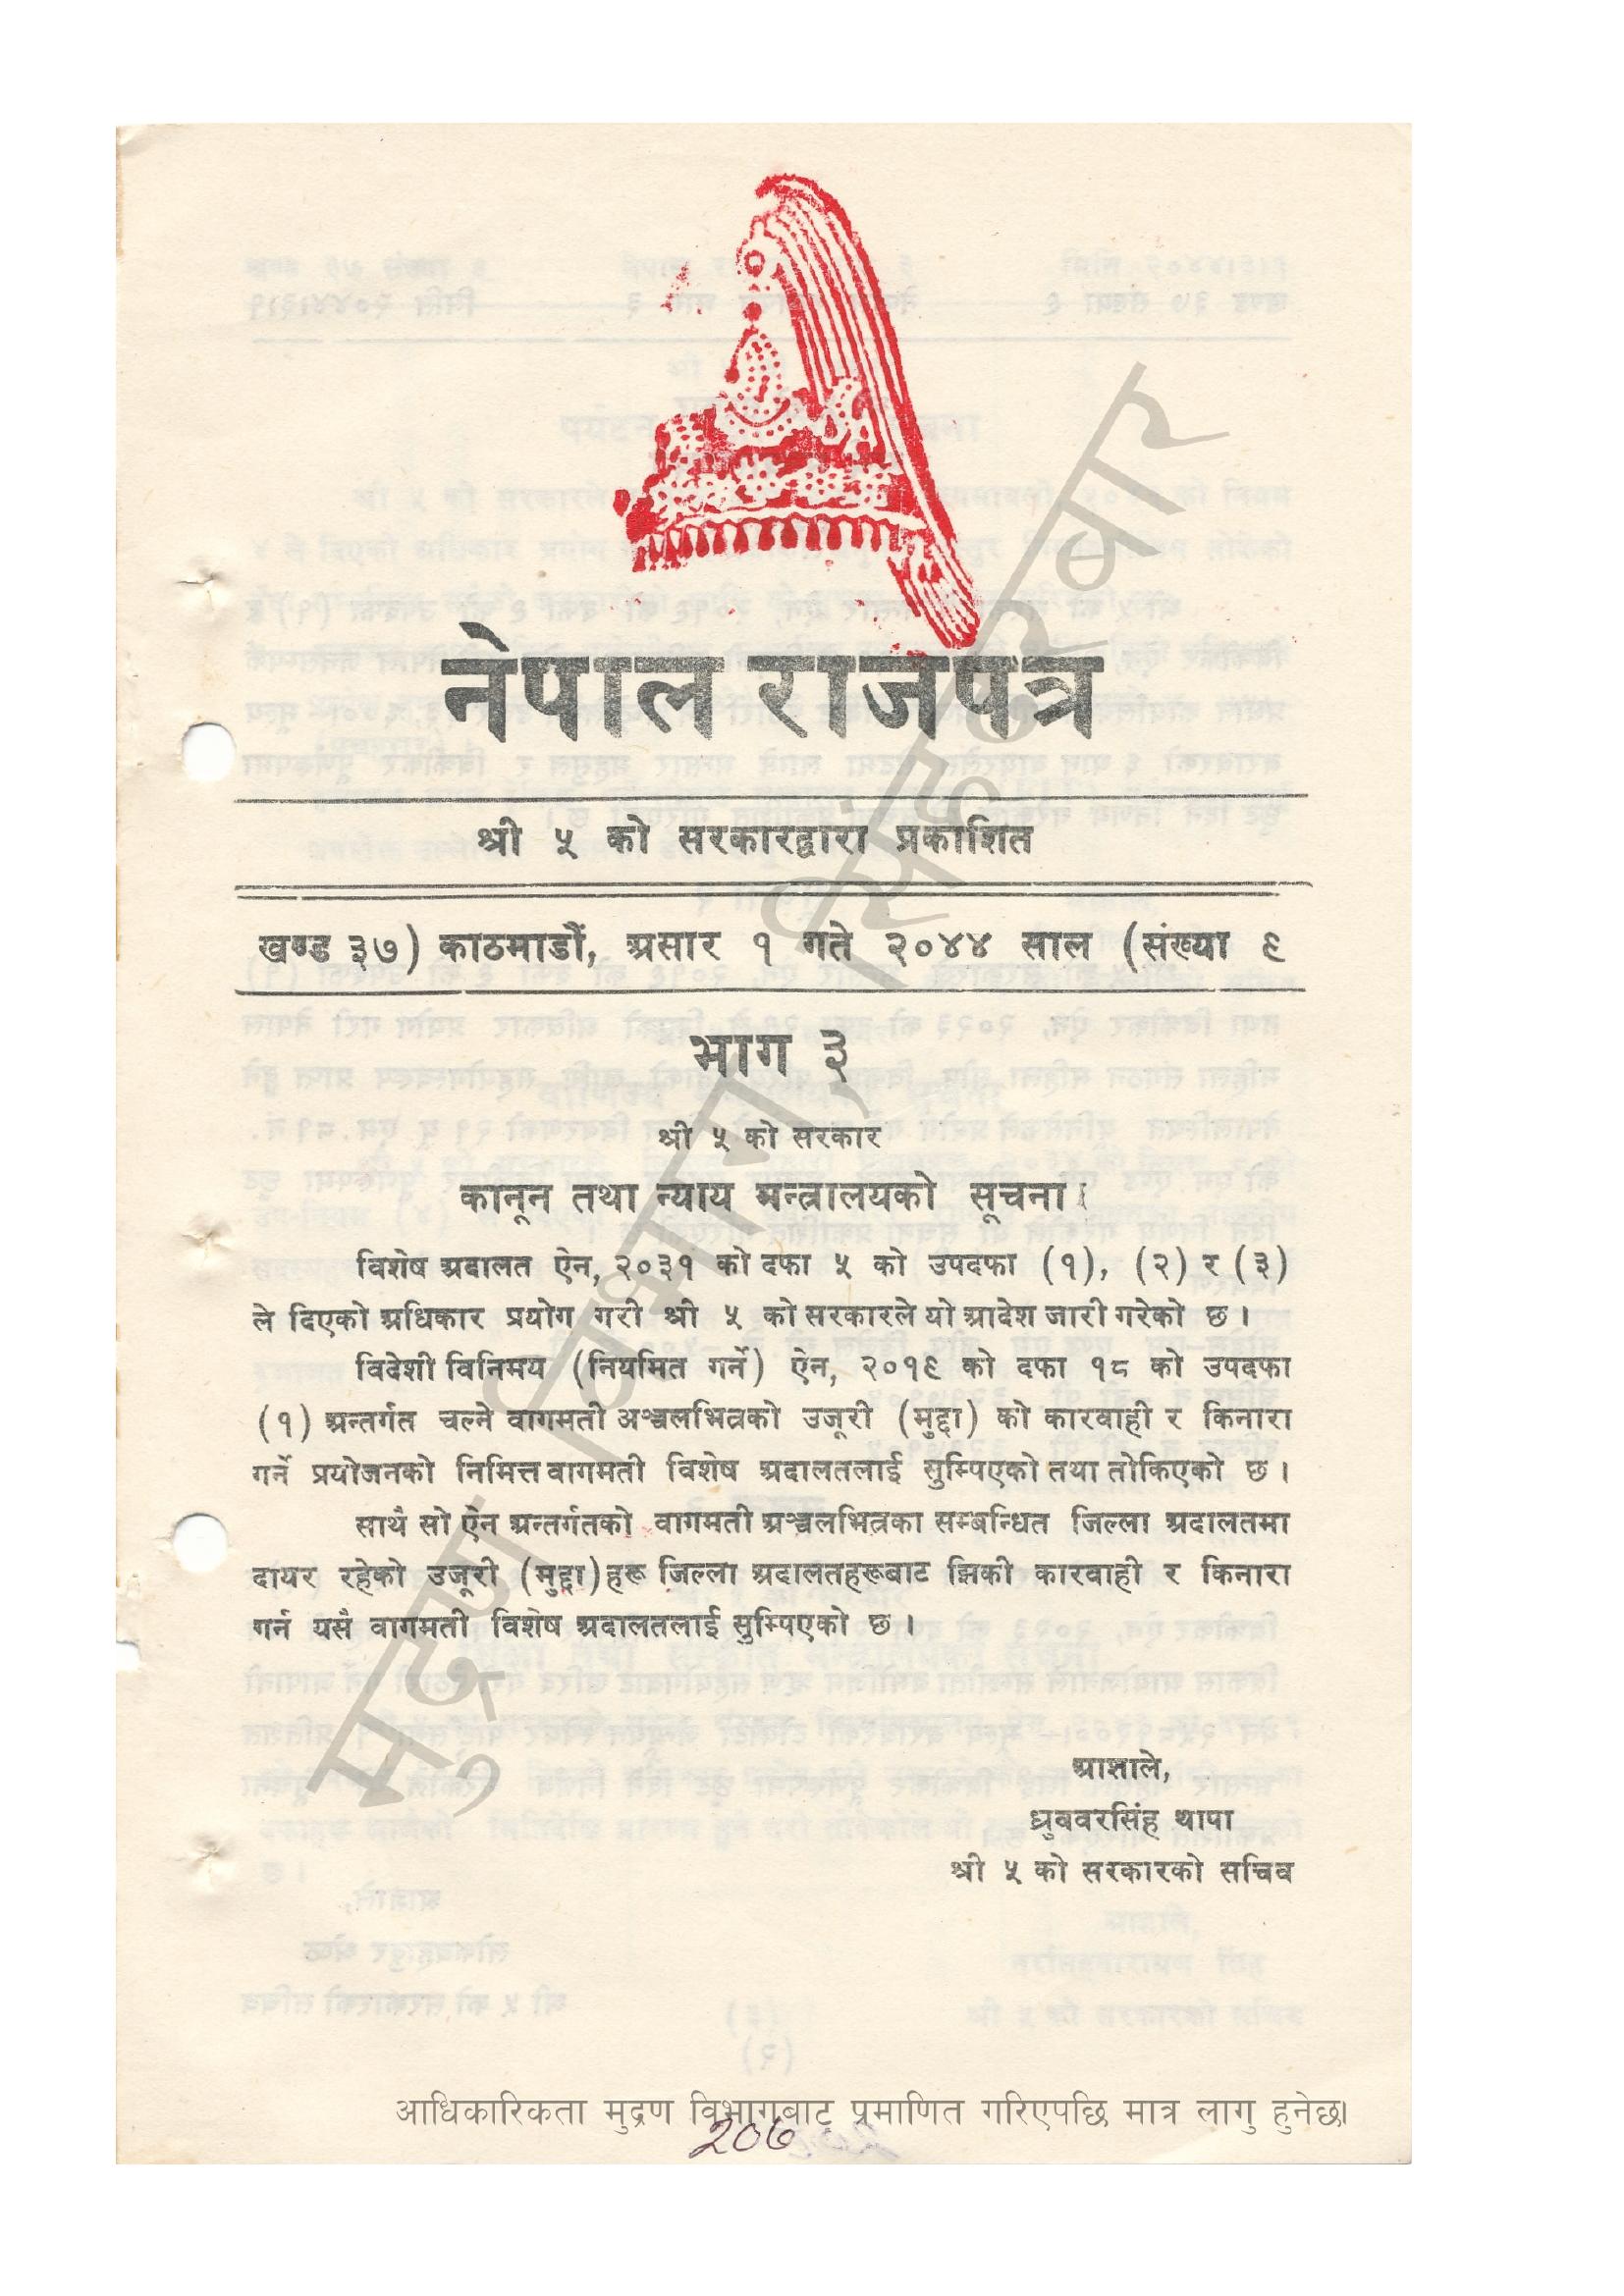 नेपाल राजपत्र
श्री ५ को सरकारद्वारा प्रकाशित
खण्ड ३७) काठमाडौं, असार १ गते २०४४ साल (संख्या ९
भाग ३
श्री ५ को सरकार
कानून तथा न्याय मन्त्रालयको सूचना।
विशेष अदालत ऐन, २०३१ को दफा ५ को उपदफा (१), (२) र (३)
ले दिएको अधिकार प्रयोग गरी श्री ५ को सरकारले यो आदेश जारी गरेको छ ।
विदेशी विनिमय (नियमित गर्ने) ऐन, २०१९ को दफा १८ को उपदफा
(१) अन्तर्गत चल्ने वागमती अञ्चलभित्रको उजूरी (मुद्दा) को कारवाही र किनारा
गर्ने प्रयोजनको निमित्त वागमती विशेष अदालतलाई सुम्पिएको तथा तोकिएको छ ।
साथै सो ऐन अन्तर्गतको वागमती अञ्चलभित्रका सम्बन्धित जिल्ला अदालतमा
दायर रहेको उजूरी (मुद्दा)हरू जिल्ला अदालतहरूबाट झिकी कारवाही र किनारा
गर्न यसै वागमती विशेष अदालतलाई सुम्पिएको छ ।
आज्ञाले,
ध्रुववरसिंह थापा
श्री ५ को सरकारको सचिव
मुद्रण विभाग, सिंहदरबार
आधिकारिकता मुद्रण विभागबाट प्रमाणित गरिएपछि मात्र लागु हुनेछ।
२०७